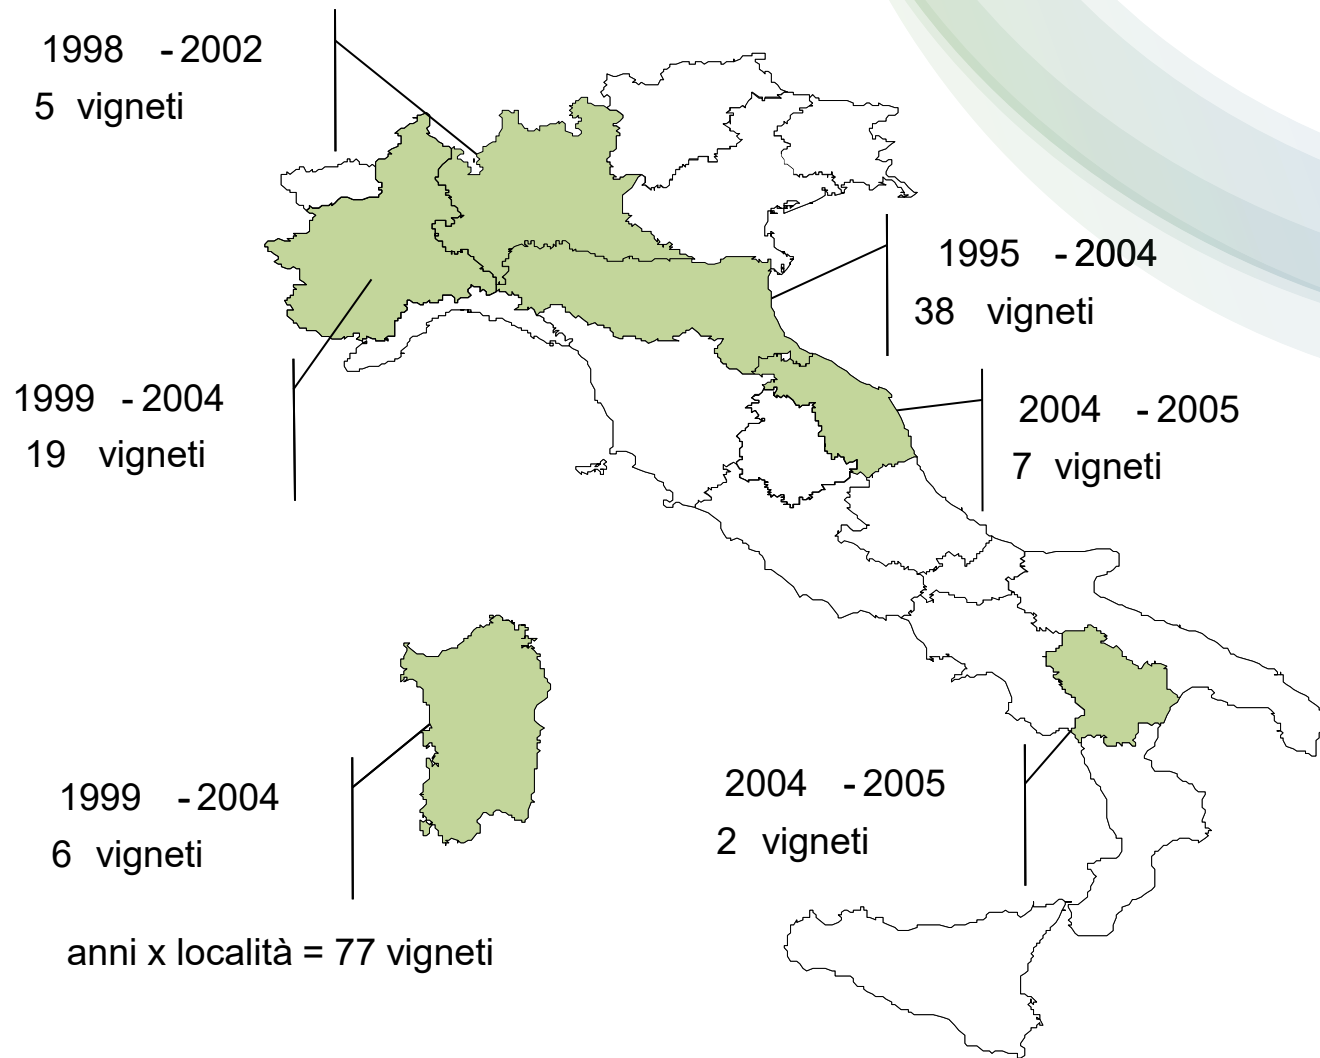 1998 - 2002
5 vigneti
1995 - 2004
38 vigneti
1999 - 2004
19 vigneti
2004 - 2005
7 vigneti
1999 - 2004
6 vigneti
2004 - 2005
2 vigneti
anni x località = 77 vigneti